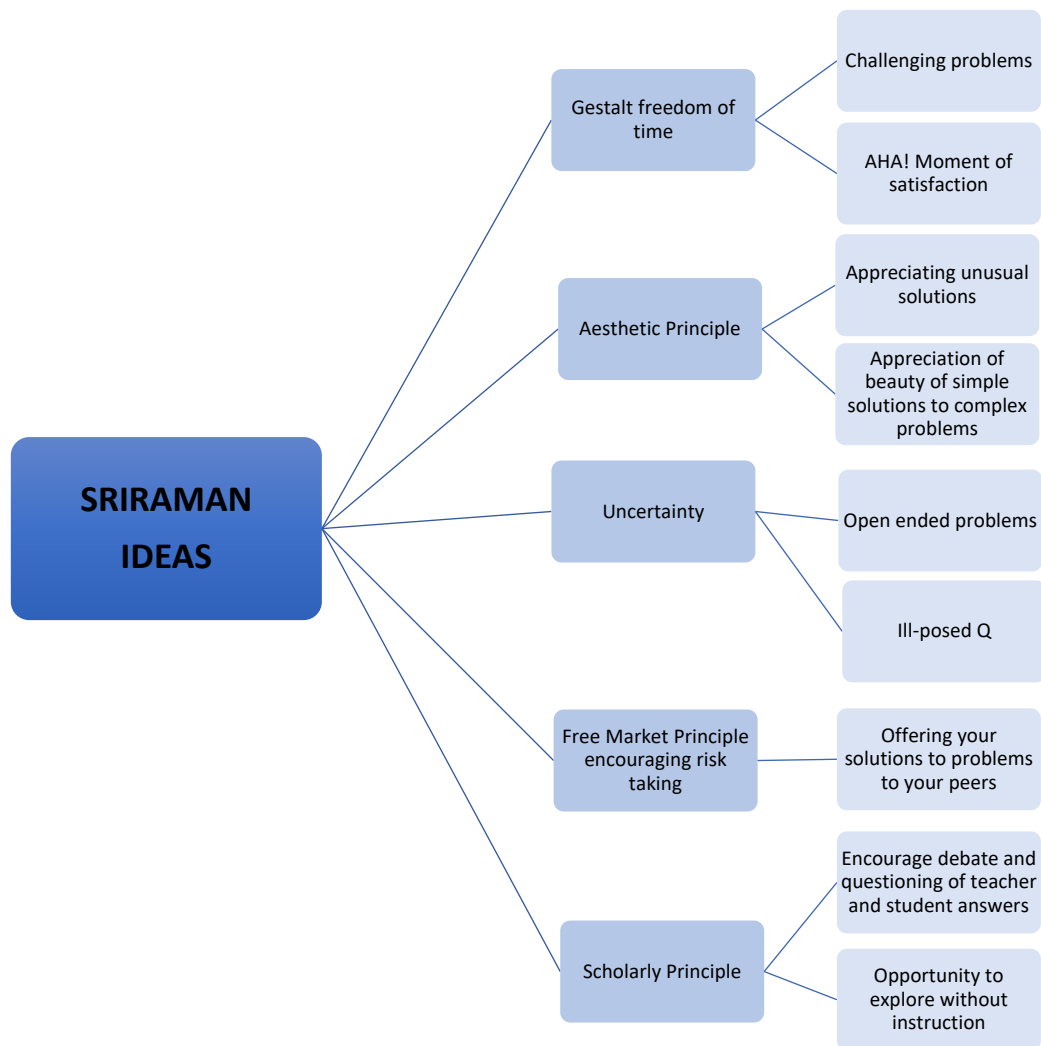 SRIRAMAN
IDEAS
Gestalt freedom of
time
Challenging problems
AHA! Moment of
satisfaction
Aesthetic Principle
Appreciating unusual
solutions
Appreciation of
beauty of simple
solutions to complex
problems
Uncertainty
Open ended problems
Ill-posed Q
Free Market Principle
encouraging risk
taking
Offering your
solutions to problems
to your peers
Scholarly Principle
Encourage debate and
questioning of teacher
and student answers
Opportunity to
explore without
instruction